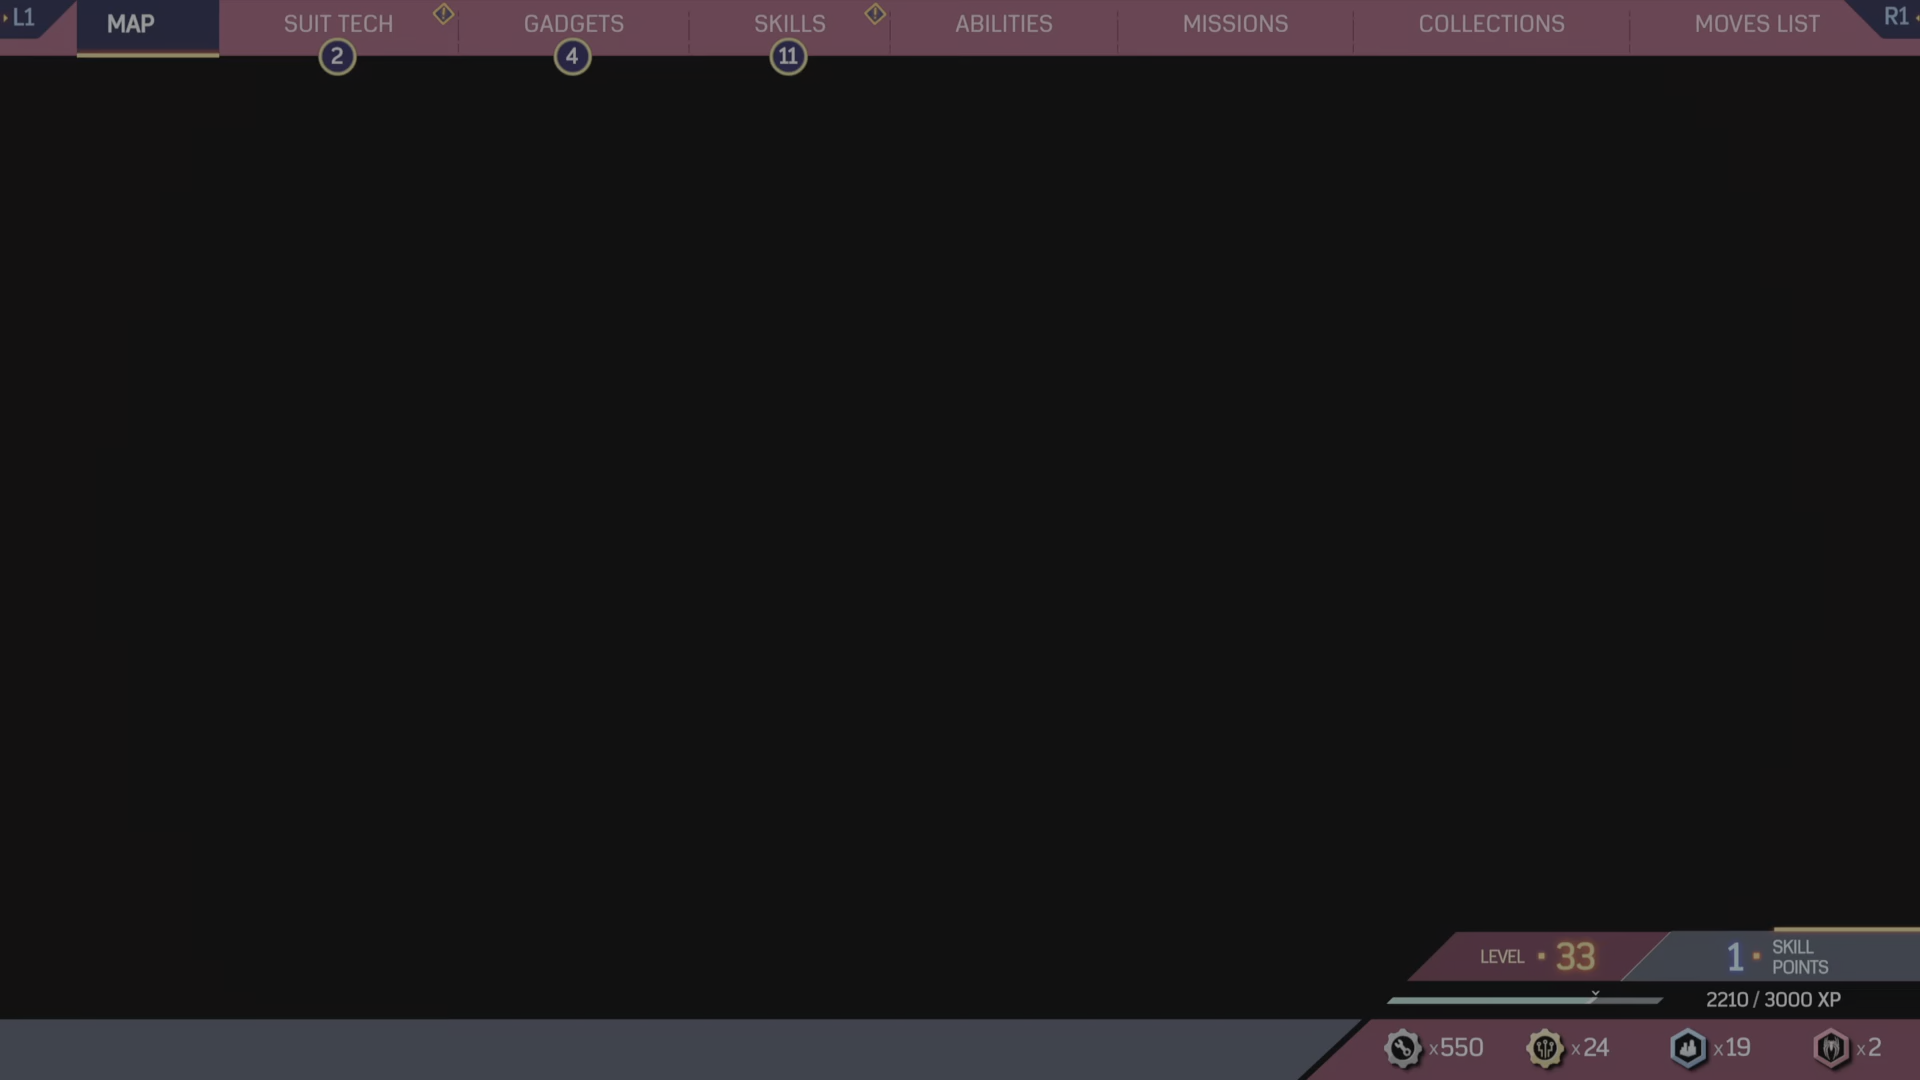 L1
MAP
SUIT TECH
GADGETS
SKILLS
ABILITIES
MISSIONS
COLLECTIONS
MOVES LIST
R1
2
4
11
LEVEL 33
1 SKILL POINTS
2210 / 3000 XP
x550
x24
x19
x2